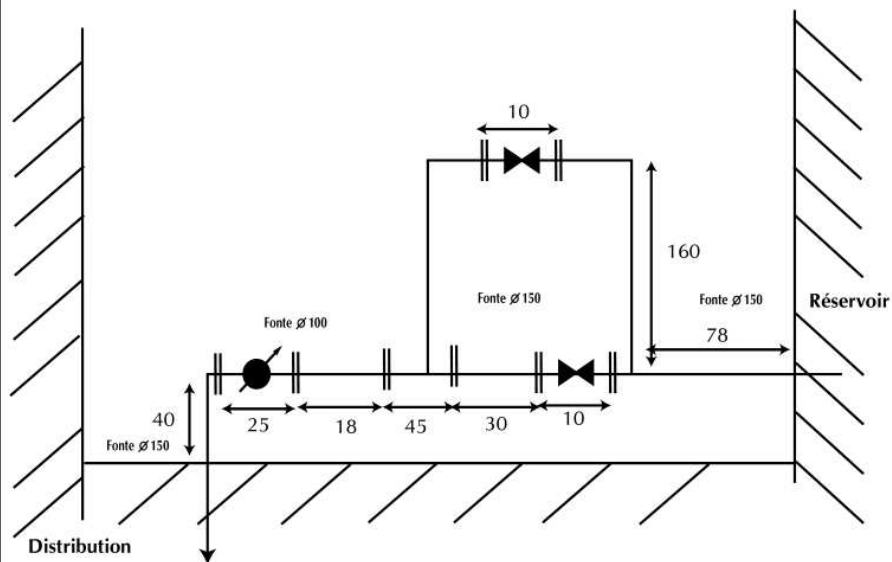 10
160
Fonte Ø 150
Fonte Ø 150
Réservoir
Fonte Ø 100
78
40
25
18
45
30
10
Fonte Ø 150
Distribution